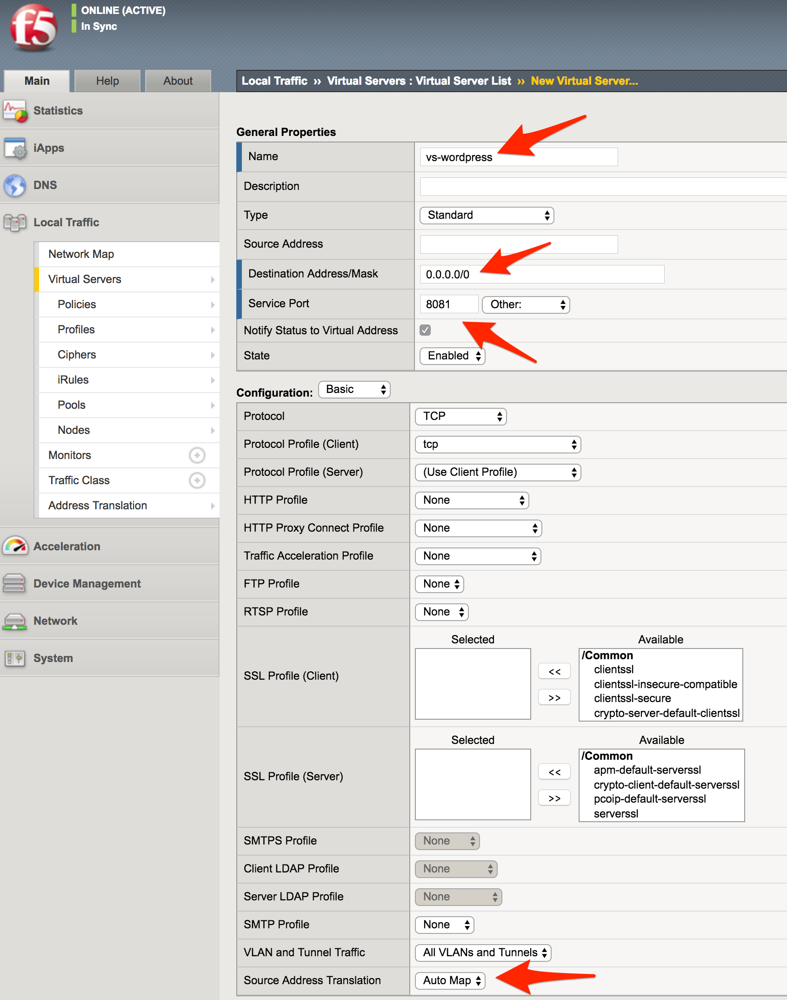 f5
ONLINE (ACTIVE)
In Sync
Main
Help
About
Local Traffic ›› Virtual Servers : Virtual Server List ›› New Virtual Server...
Statistics
iApps
DNS
Local Traffic
Network Map
Virtual Servers
Policies
Profiles
Ciphers
iRules
Pools
Nodes
Monitors
Traffic Class
Address Translation
Acceleration
Device Management
Network
System
General Properties
Name vs-wordpress
Description
Type Standard
Source Address
Destination Address/Mask 0.0.0.0/0
Service Port 8081 Other:
Notify Status to Virtual Address
State Enabled
Configuration: Basic
Protocol TCP
Protocol Profile (Client) tcp
Protocol Profile (Server) (Use Client Profile)
HTTP Profile None
HTTP Proxy Connect Profile None
Traffic Acceleration Profile None
FTP Profile None
RTSP Profile None
Selected Available
SSL Profile (Client)
<<
>>
/Common
clientssl
clientssl-insecure-compatible
clientssl-secure
crypto-server-default-clientssl
Selected Available
SSL Profile (Server)
<<
>>
/Common
apm-default-serverssl
crypto-client-default-serverssl
pcoip-default-serverssl
serverssl
SMTPS Profile None
Client LDAP Profile None
Server LDAP Profile None
SMTP Profile None
VLAN and Tunnel Traffic All VLANs and Tunnels
Source Address Translation Auto Map